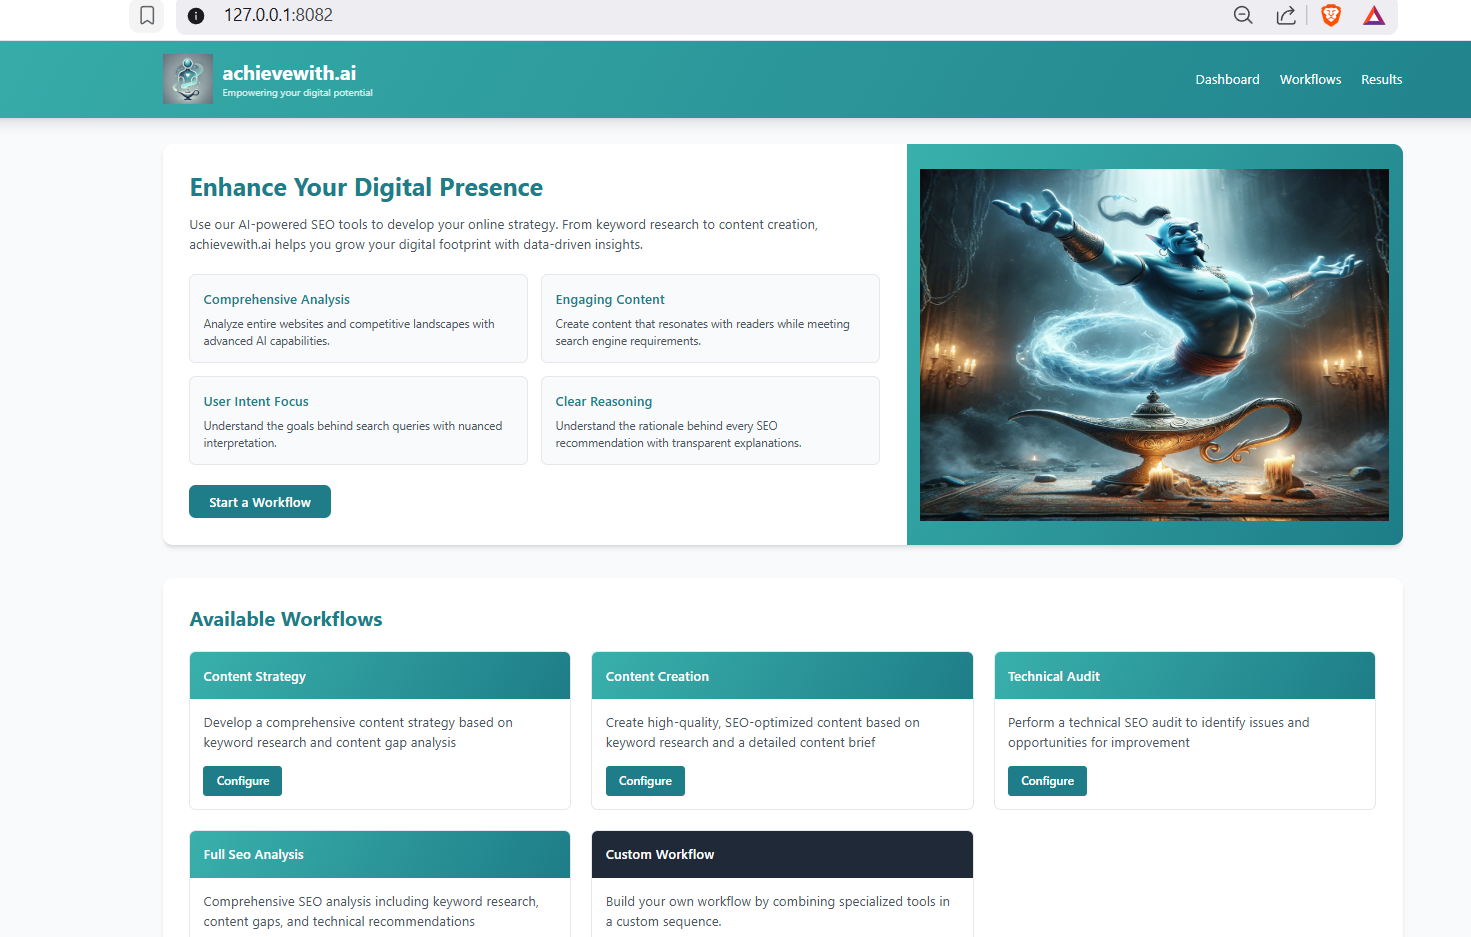 127.0.0.1:8082
achievewith.ai
Empowering your digital potential
Dashboard Workflows Results
Enhance Your Digital Presence
Use our AI-powered SEO tools to develop your online strategy. From keyword research to content creation,
achievewith.ai helps you grow your digital footprint with data-driven insights.
Comprehensive Analysis
Analyze entire websites and competitive landscapes with
advanced AI capabilities.
Engaging Content
Create content that resonates with readers while meeting
search engine requirements.
User Intent Focus
Understand the goals behind search queries with nuanced
interpretation.
Clear Reasoning
Understand the rationale behind every SEO
recommendation with transparent explanations.
Start a Workflow
Available Workflows
Content Strategy
Develop a comprehensive content strategy based on
keyword research and content gap analysis
Configure
Content Creation
Create high-quality, SEO-optimized content based on
keyword research and a detailed content brief
Configure
Technical Audit
Perform a technical SEO audit to identify issues and
opportunities for improvement
Configure
Full Seo Analysis
Comprehensive SEO analysis including keyword research,
content gaps, and technical recommendations
Custom Workflow
Build your own workflow by combining specialized tools in
a custom sequence.